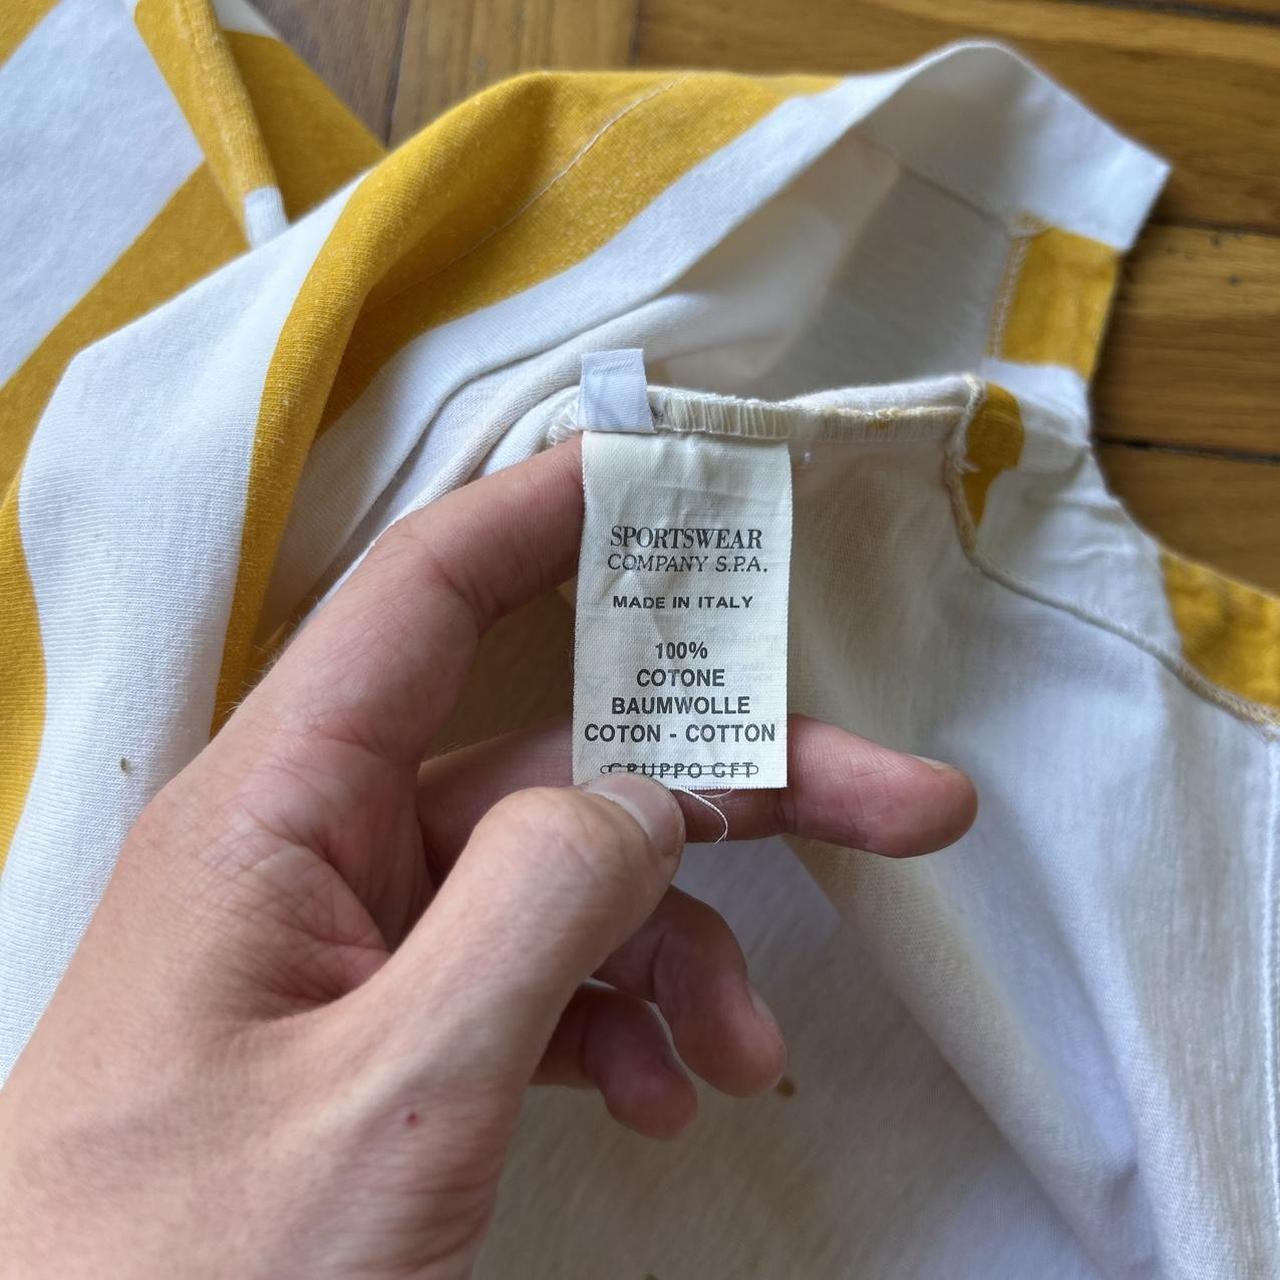 SPORTSWEAR
COMPANY S.P.A.
MADE IN ITALY
100%
COTONE
BAUMWOLLE
COTON - COTTON
GRUPPO GFT